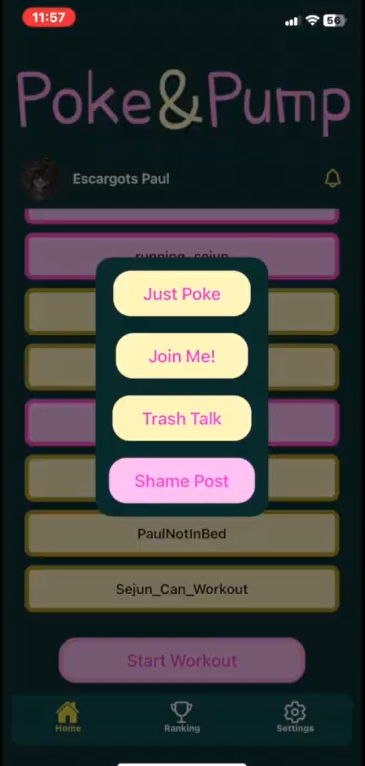 11:57
56
Poke&Pump
Escargots Paul
running_sejun
Just Poke
Join Me!
Trash Talk
Shame Post
PaulNotInBed
Sejun_Can_Workout
Start Workout
Home
Ranking
Settings